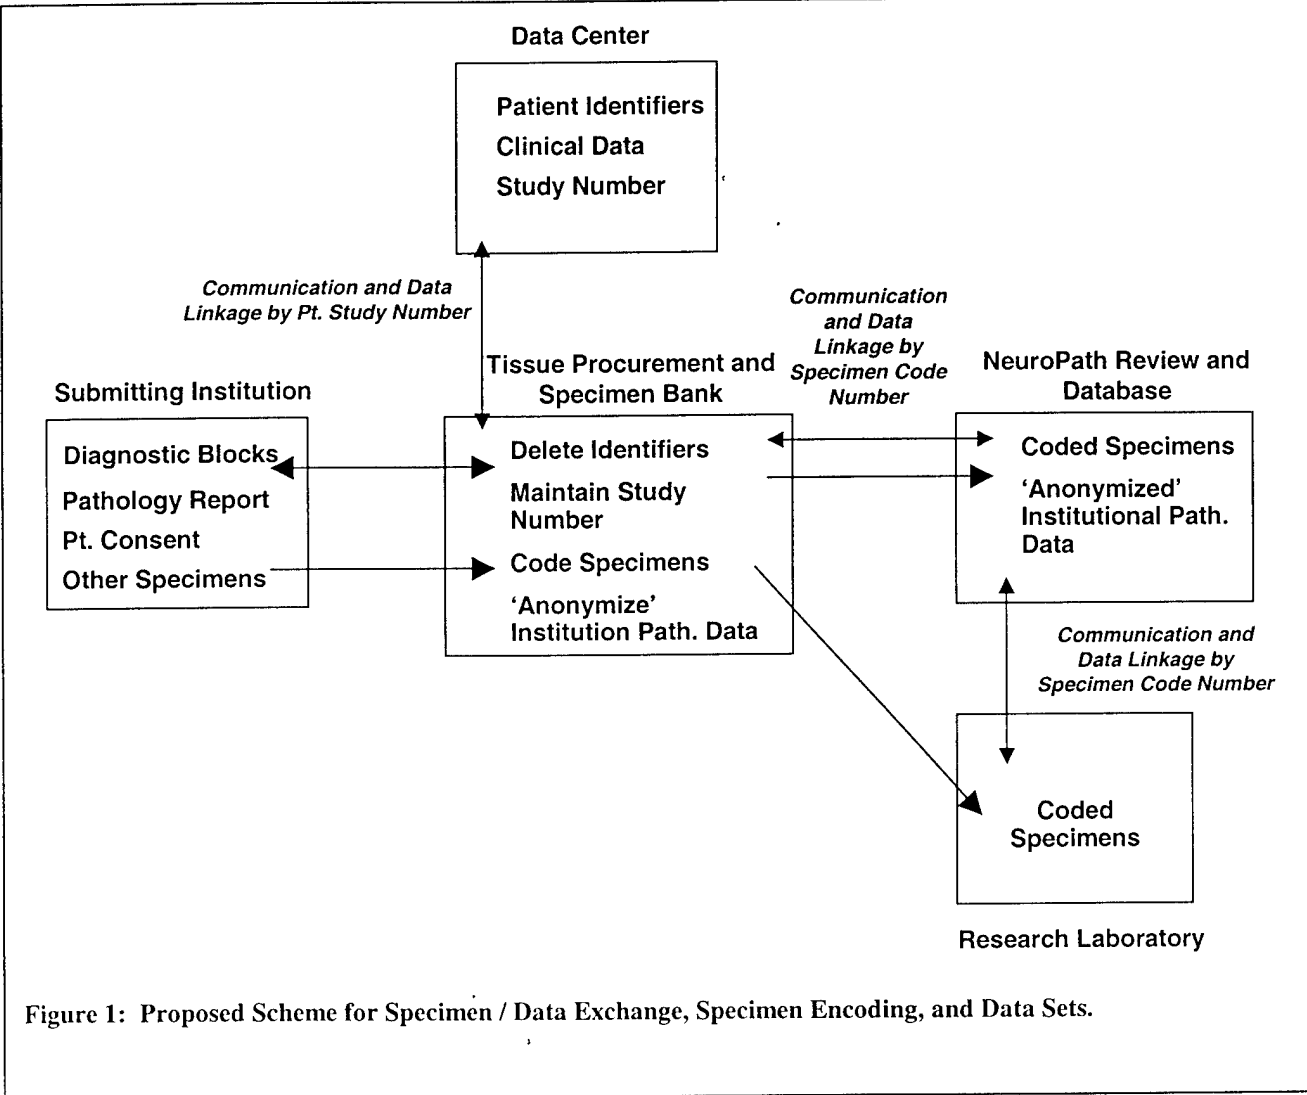 Data Center
Patient Identifiers
Clinical Data
Study Number
Communication and Data
Linkage by Pt. Study Number
Communication
and Data
Linkage by
Specimen Code
Number
Submitting Institution
Diagnostic Blocks
Pathology Report
Pt. Consent
Other Specimens
Tissue Procurement and
Specimen Bank
Delete Identifiers
Maintain Study
Number
Code Specimens
‘Anonymize’
Institution Path. Data
NeuroPath Review and
Database
Coded Specimens
‘Anonymized’
Institutional Path.
Data
Communication and
Data Linkage by
Specimen Code Number
Coded
Specimens
Research Laboratory
Figure 1: Proposed Scheme for Specimen / Data Exchange, Specimen Encoding, and Data Sets.